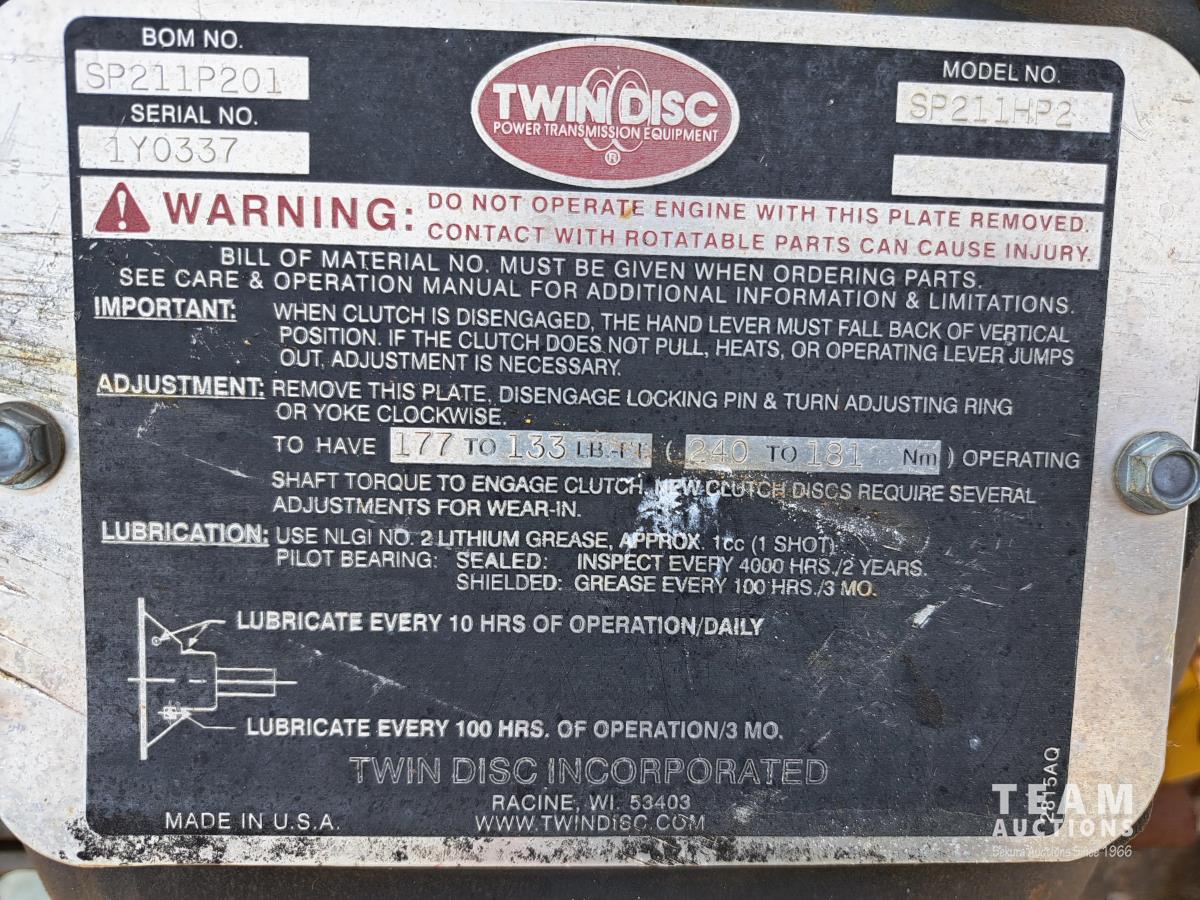 BOM NO.
SP211P201
SERIAL NO.
1Y0337
TWIN DISC
POWER TRANSMISSION EQUIPMENT
®
MODEL NO.
SP211HP2
WARNING: DO NOT OPERATE ENGINE WITH THIS PLATE REMOVED.
CONTACT WITH ROTATABLE PARTS CAN CAUSE INJURY.
BILL OF MATERIAL NO. MUST BE GIVEN WHEN ORDERING PARTS.
SEE CARE & OPERATION MANUAL FOR ADDITIONAL INFORMATION & LIMITATIONS.
IMPORTANT: WHEN CLUTCH IS DISENGAGED, THE HAND LEVER MUST FALL BACK OF VERTICAL
POSITION. IF THE CLUTCH DOES NOT PULL, HEATS, OR OPERATING LEVER JUMPS
OUT, ADJUSTMENT IS NECESSARY.
ADJUSTMENT: REMOVE THIS PLATE, DISENGAGE LOCKING PIN & TURN ADJUSTING RING
OR YOKE CLOCKWISE.
TO HAVE 177 TO 133 LB.-FT. ( 240 TO 181 Nm ) OPERATING
SHAFT TORQUE TO ENGAGE CLUTCH. NEW CLUTCH DISCS REQUIRE SEVERAL
ADJUSTMENTS FOR WEAR-IN.
LUBRICATION: USE NLGI NO. 2 LITHIUM GREASE, APPROX. 1cc (1 SHOT)
PILOT BEARING: SEALED: INSPECT EVERY 4000 HRS./2 YEARS.
SHIELDED: GREASE EVERY 100 HRS./3 MO.
LUBRICATE EVERY 10 HRS OF OPERATION/DAILY
LUBRICATE EVERY 100 HRS. OF OPERATION/3 MO.
TWIN DISC INCORPORATED
RACINE, WI. 53403
MADE IN U.S.A.
WWW.TWINDISC.COM
2815AQ
TEAM
AUCTIONS
Sekura Auctions Since 1966